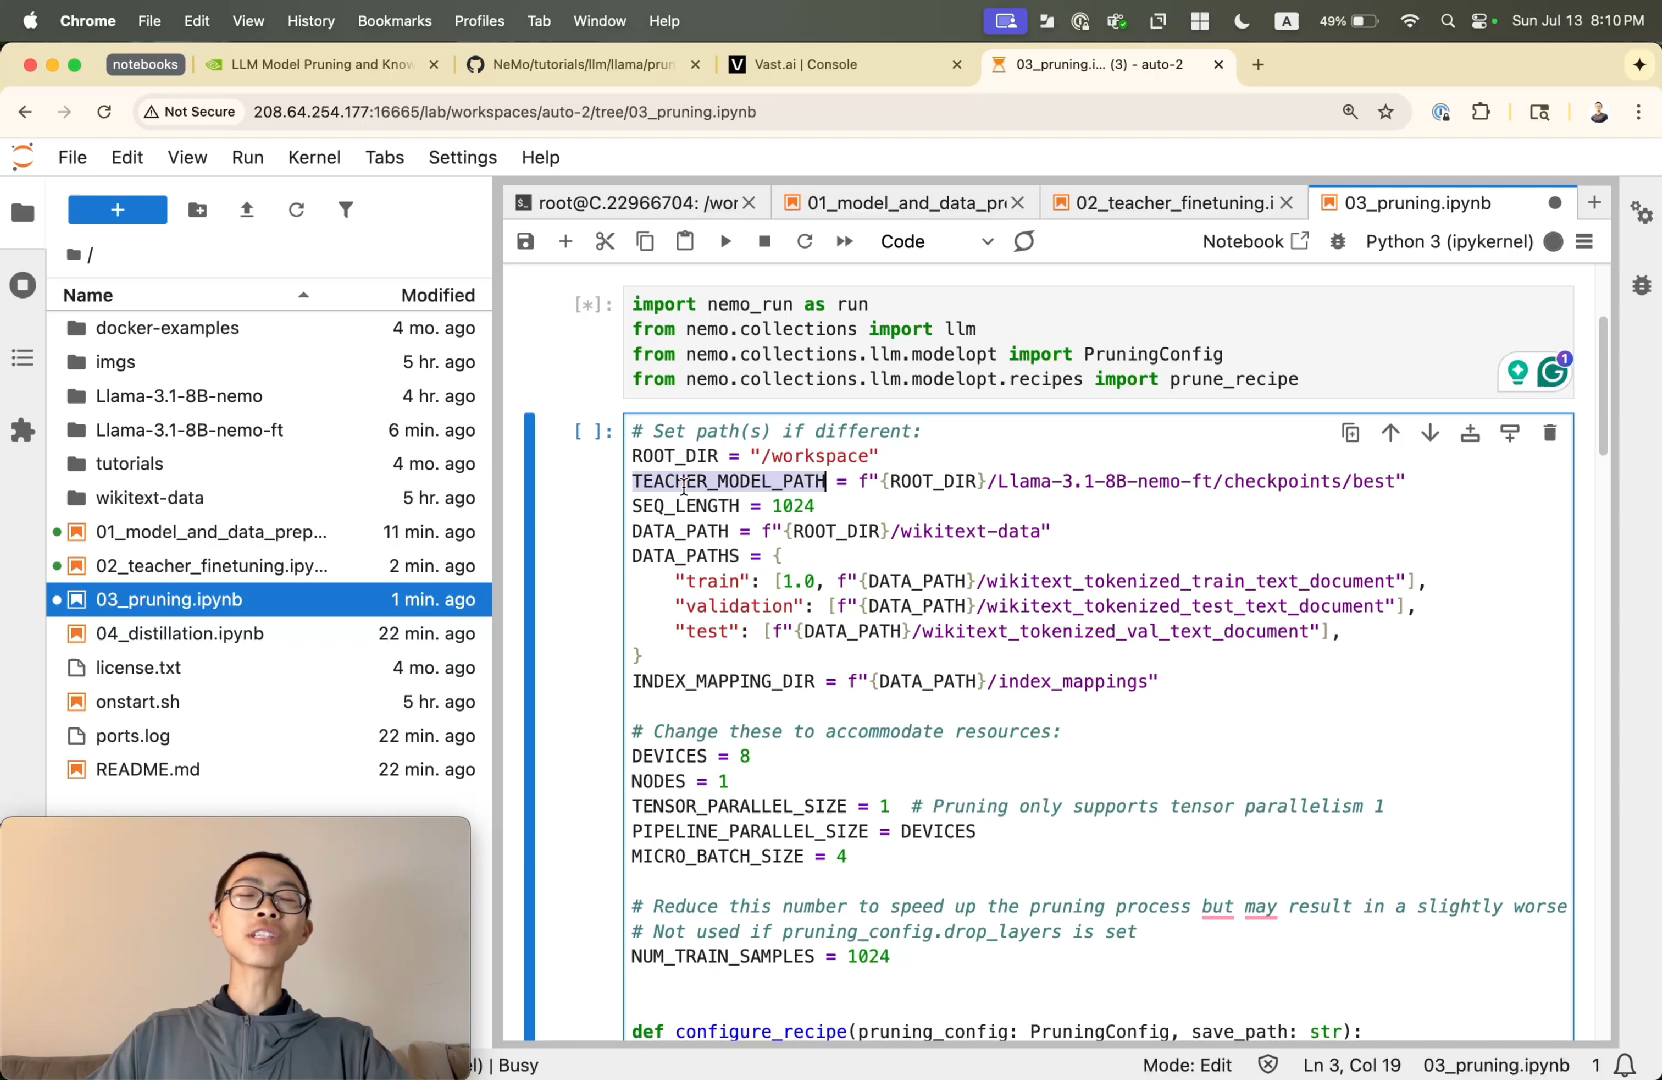 Chrome File Edit View History Bookmarks Profiles Tab Window Help A 49% Sun Jul 13 8:10 PM
notebooks LLM Model Pruning and Know NeMo/tutorials/llm/llama/prun Vast.ai | Console 03_pruning.i... (3) - auto-2
Not Secure 208.64.254.177:16665/lab/workspaces/auto-2/tree/03_pruning.ipynb
File Edit View Run Kernel Tabs Settings Help
root@C.22966704: /wor 01_model_and_data_pr 02_teacher_finetuning.i 03_pruning.ipynb
Code Notebook Python 3 (ipykernel)
/
Name Modified
docker-examples 4 mo. ago
imgs 5 hr. ago
Llama-3.1-8B-nemo 4 hr. ago
Llama-3.1-8B-nemo-ft 6 min. ago
tutorials 4 mo. ago
wikitext-data 5 hr. ago
01_model_and_data_prep... 11 min. ago
02_teacher_finetuning.ipy... 2 min. ago
03_pruning.ipynb 1 min. ago
04_distillation.ipynb 22 min. ago
license.txt 4 mo. ago
onstart.sh 5 hr. ago
ports.log 22 min. ago
README.md 22 min. ago
[*]: import nemo_run as run
from nemo.collections import llm
from nemo.collections.llm.modelopt import PruningConfig
from nemo.collections.llm.modelopt.recipes import prune_recipe
1
[ ]: # Set path(s) if different:
ROOT_DIR = "/workspace"
TEACHER_MODEL_PATH = f"{ROOT_DIR}/Llama-3.1-8B-nemo-ft/checkpoints/best"
SEQ_LENGTH = 1024
DATA_PATH = f"{ROOT_DIR}/wikitext-data"
DATA_PATHS = {
"train": [1.0, f"{DATA_PATH}/wikitext_tokenized_train_text_document"],
"validation": [f"{DATA_PATH}/wikitext_tokenized_test_text_document"],
"test": [f"{DATA_PATH}/wikitext_tokenized_val_text_document"],
}
INDEX_MAPPING_DIR = f"{DATA_PATH}/index_mappings"
# Change these to accommodate resources:
DEVICES = 8
NODES = 1
TENSOR_PARALLEL_SIZE = 1 # Pruning only supports tensor parallelism 1
PIPELINE_PARALLEL_SIZE = DEVICES
MICRO_BATCH_SIZE = 4
# Reduce this number to speed up the pruning process but may result in a slightly worse
# Not used if pruning_config.drop_layers is set
NUM_TRAIN_SAMPLES = 1024
def configure_recipe(pruning_config: PruningConfig, save_path: str):
el) | Busy Mode: Edit Ln 3, Col 19 03_pruning.ipynb 1